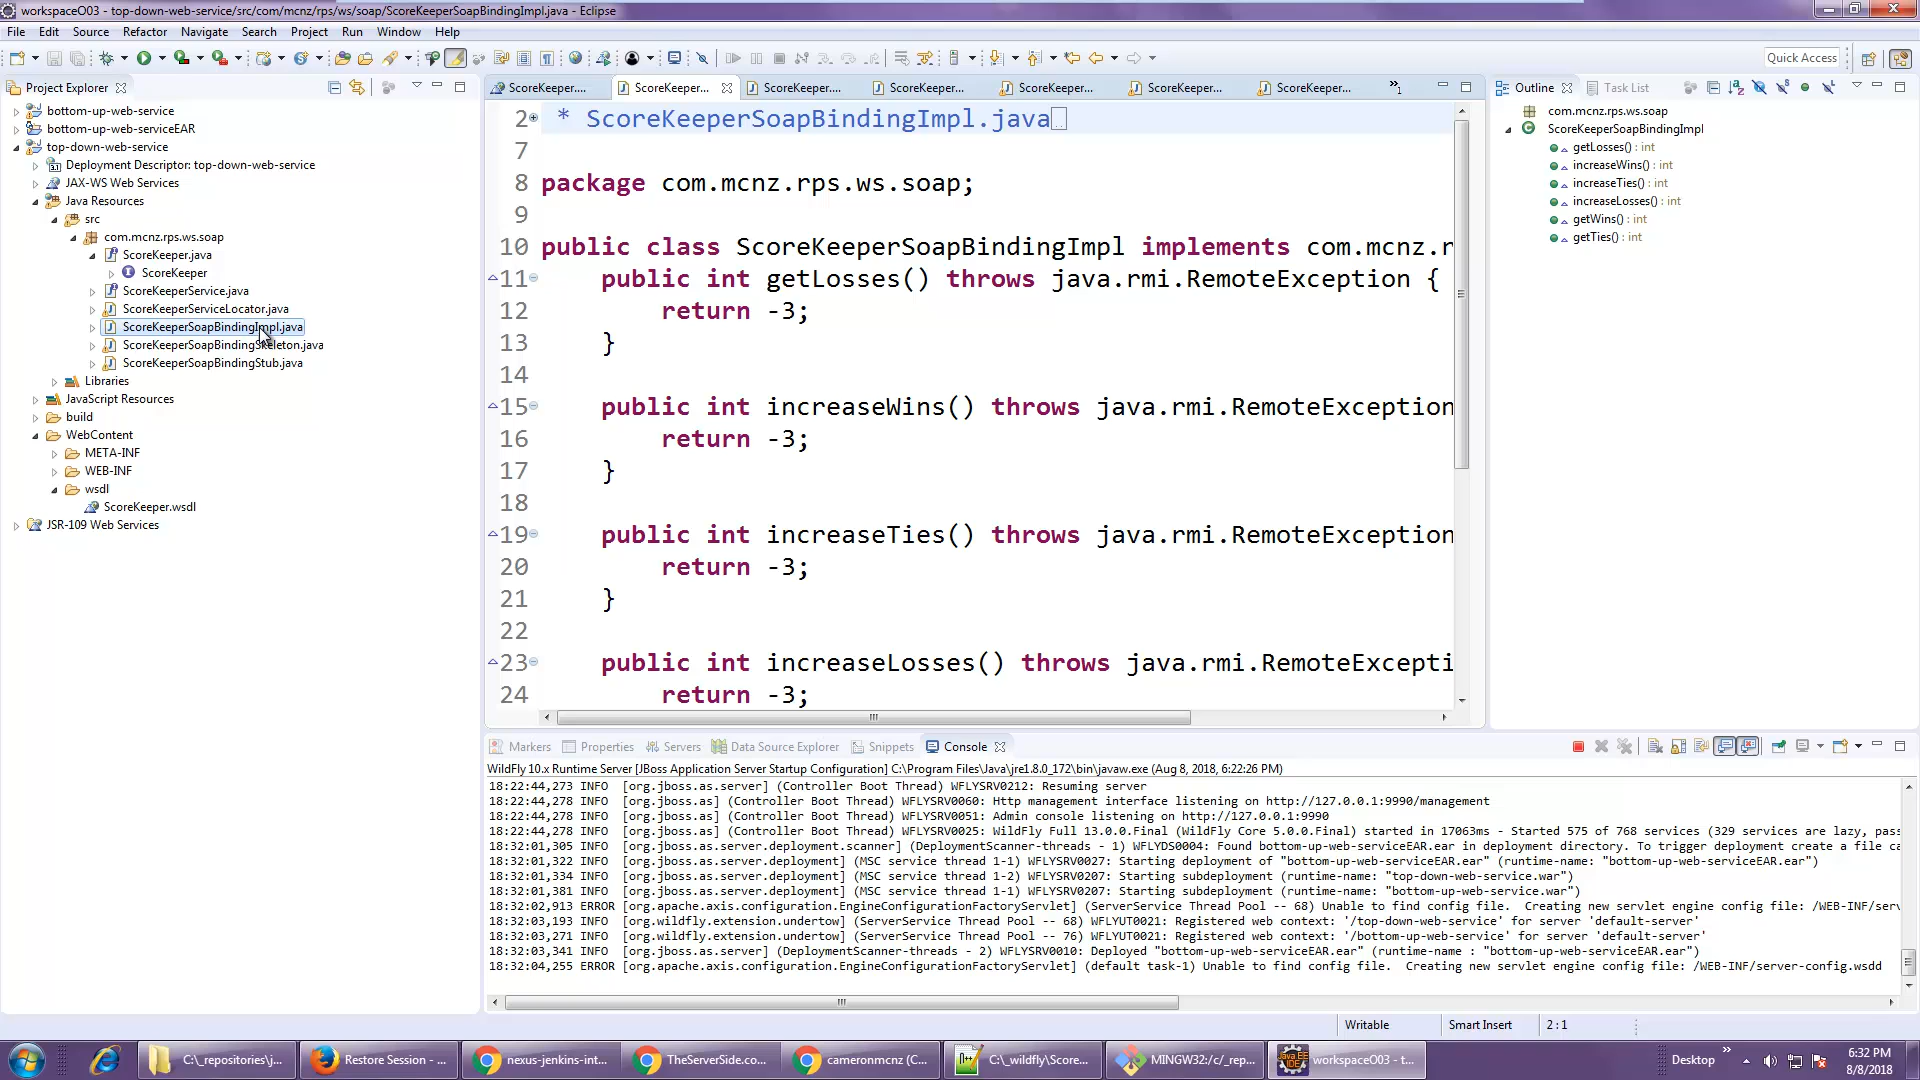 workspaceO03 - top-down-web-service/src/com/mcnz/rps/ws/soap/ScoreKeeperSoapBindingImpl.java - Eclipse
File Edit Source Refactor Navigate Search Project Run Window Help
Quick Access
Project Explorer
bottom-up-web-service
bottom-up-web-serviceEAR
top-down-web-service
Deployment Descriptor: top-down-web-service
JAX-WS Web Services
Java Resources
src
com.mcnz.rps.ws.soap
ScoreKeeper.java
ScoreKeeper
ScoreKeeperService.java
ScoreKeeperServiceLocator.java
ScoreKeeperSoapBindingImpl.java
ScoreKeeperSoapBindingSkeleton.java
ScoreKeeperSoapBindingStub.java
Libraries
JavaScript Resources
build
WebContent
META-INF
WEB-INF
wsdl
ScoreKeeper.wsdl
JSR-109 Web Services
ScoreKeeper.... ScoreKeeper... ScoreKeeper.... ScoreKeeper... ScoreKeeper... ScoreKeeper... ScoreKeeper... »1
2 * ScoreKeeperSoapBindingImpl.java
7
8 package com.mcnz.rps.ws.soap;
9
10 public class ScoreKeeperSoapBindingImpl implements com.mcnz.r
11 public int getLosses() throws java.rmi.RemoteException {
12 return -3;
13 }
14
15 public int increaseWins() throws java.rmi.RemoteException
16 return -3;
17 }
18
19 public int increaseTies() throws java.rmi.RemoteException
20 return -3;
21 }
22
23 public int increaseLosses() throws java.rmi.RemoteExcepti
24 return -3;
Outline Task List
com.mcnz.rps.ws.soap
ScoreKeeperSoapBindingImpl
getLosses() : int
increaseWins() : int
increaseTies() : int
increaseLosses() : int
getWins() : int
getTies() : int
Markers Properties Servers Data Source Explorer Snippets Console
WildFly 10.x Runtime Server [JBoss Application Server Startup Configuration] C:\Program Files\Java\jre1.8.0_172\bin\javaw.exe (Aug 8, 2018, 6:22:26 PM)
18:22:44,273 INFO [org.jboss.as.server] (Controller Boot Thread) WFLYSRV0212: Resuming server
18:22:44,278 INFO [org.jboss.as] (Controller Boot Thread) WFLYSRV0060: Http management interface listening on http://127.0.0.1:9990/management
18:22:44,278 INFO [org.jboss.as] (Controller Boot Thread) WFLYSRV0051: Admin console listening on http://127.0.0.1:9990
18:22:44,278 INFO [org.jboss.as] (Controller Boot Thread) WFLYSRV0025: WildFly Full 13.0.0.Final (WildFly Core 5.0.0.Final) started in 17063ms - Started 575 of 768 services (329 services are lazy, pass
18:32:01,305 INFO [org.jboss.as.server.deployment.scanner] (DeploymentScanner-threads - 1) WFLYDS0004: Found bottom-up-web-serviceEAR.ear in deployment directory. To trigger deployment create a file ca
18:32:01,322 INFO [org.jboss.as.server.deployment] (MSC service thread 1-1) WFLYSRV0027: Starting deployment of "bottom-up-web-serviceEAR.ear" (runtime-name: "bottom-up-web-serviceEAR.ear")
18:32:01,334 INFO [org.jboss.as.server.deployment] (MSC service thread 1-2) WFLYSRV0207: Starting subdeployment (runtime-name: "top-down-web-service.war")
18:32:01,381 INFO [org.jboss.as.server.deployment] (MSC service thread 1-1) WFLYSRV0207: Starting subdeployment (runtime-name: "bottom-up-web-service.war")
18:32:02,913 ERROR [org.apache.axis.configuration.EngineConfigurationFactoryServlet] (ServerService Thread Pool -- 68) Unable to find config file. Creating new servlet engine config file: /WEB-INF/serv
18:32:03,193 INFO [org.wildfly.extension.undertow] (ServerService Thread Pool -- 68) WFLYUT0021: Registered web context: '/top-down-web-service' for server 'default-server'
18:32:03,271 INFO [org.wildfly.extension.undertow] (ServerService Thread Pool -- 76) WFLYUT0021: Registered web context: '/bottom-up-web-service' for server 'default-server'
18:32:03,341 INFO [org.jboss.as.server] (DeploymentScanner-threads - 2) WFLYSRV0010: Deployed "bottom-up-web-serviceEAR.ear" (runtime-name : "bottom-up-web-serviceEAR.ear")
18:32:04,255 ERROR [org.apache.axis.configuration.EngineConfigurationFactoryServlet] (default task-1) Unable to find config file. Creating new servlet engine config file: /WEB-INF/server-config.wsdd
Writable Smart Insert 2 : 1
C:\_repositories\j... Restore Session - ... nexus-jenkins-int... TheServerSide.co... cameronmcnz (C... C:\_wildfly\Score... MINGW32:/c/_rep... workspaceO03 - t... Desktop » 6:32 PM
8/8/2018